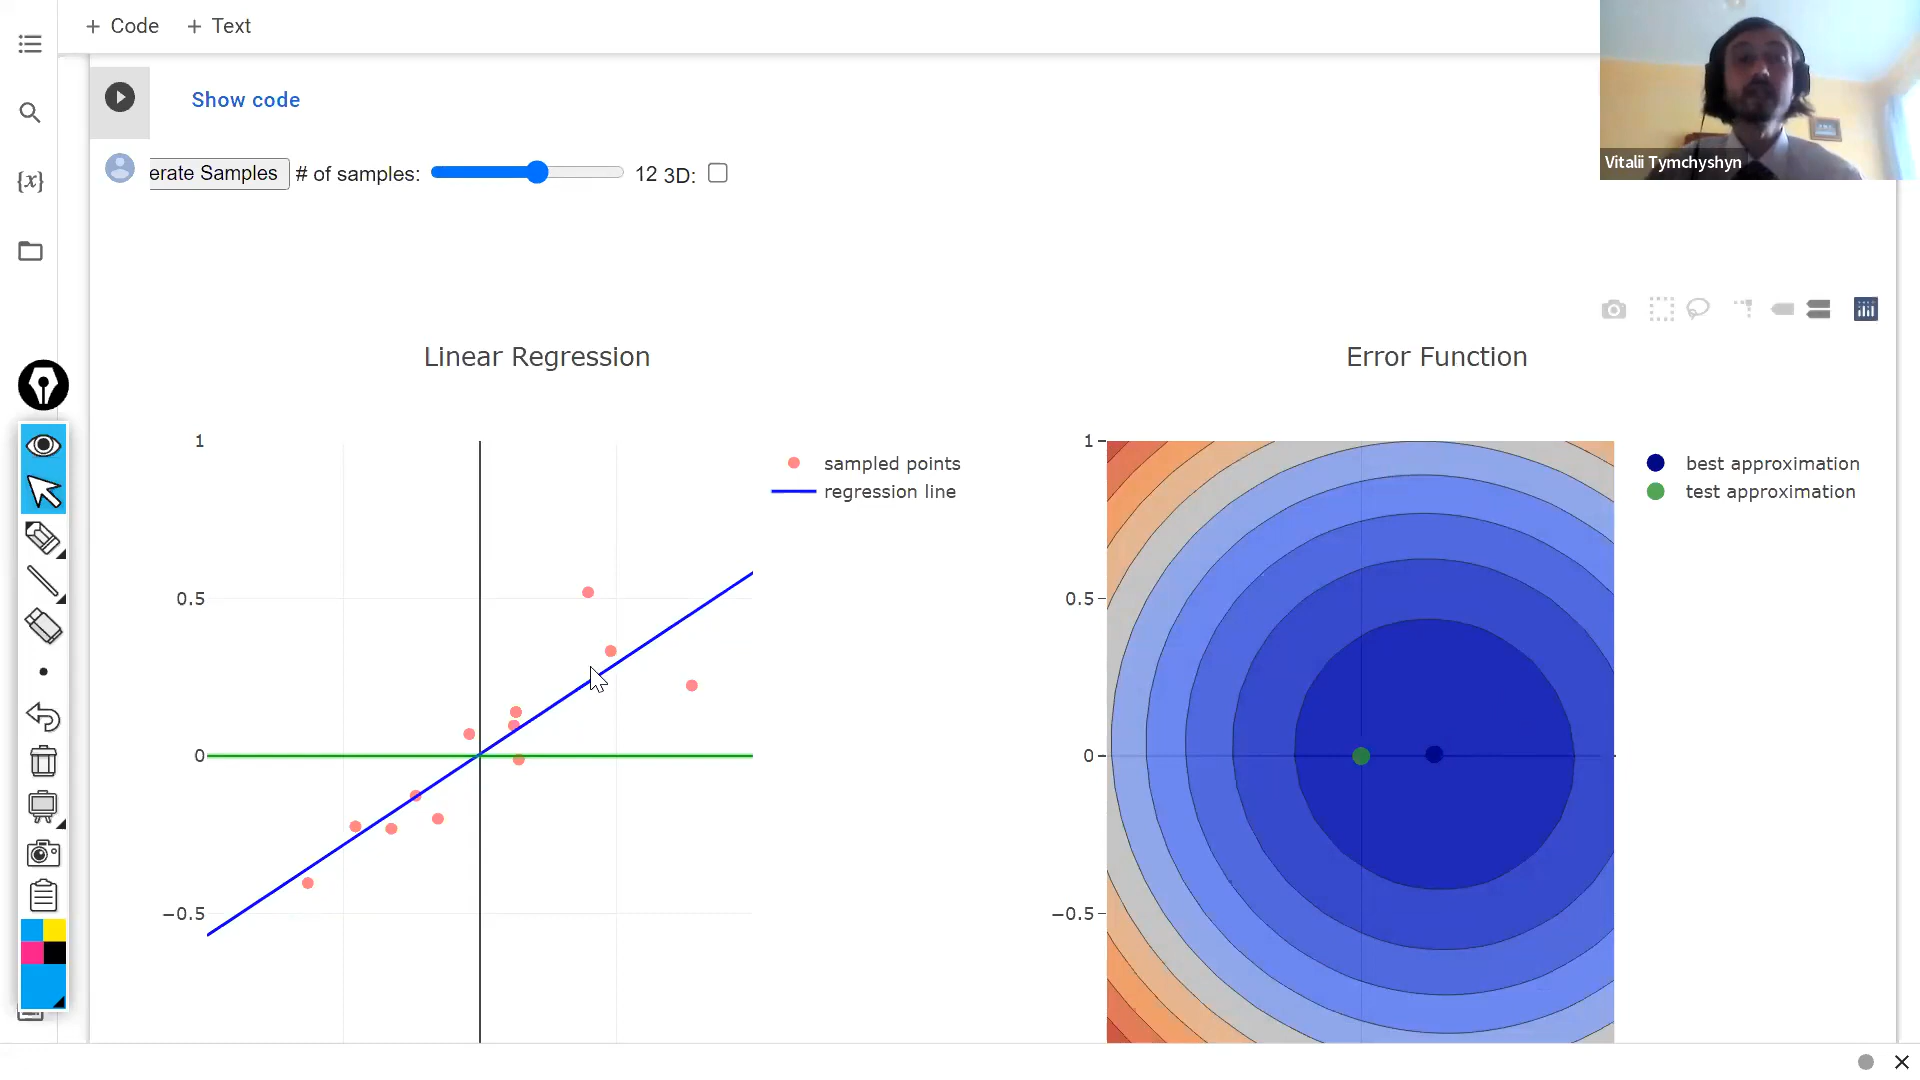 + Code + Text
Show code
erate Samples # of samples: 12 3D:
{x}
Vitalii Tymchyshyn
Linear Regression
1
0.5
0
−0.5
sampled points
regression line
Error Function
1
0.5
0
−0.5
best approximation
test approximation